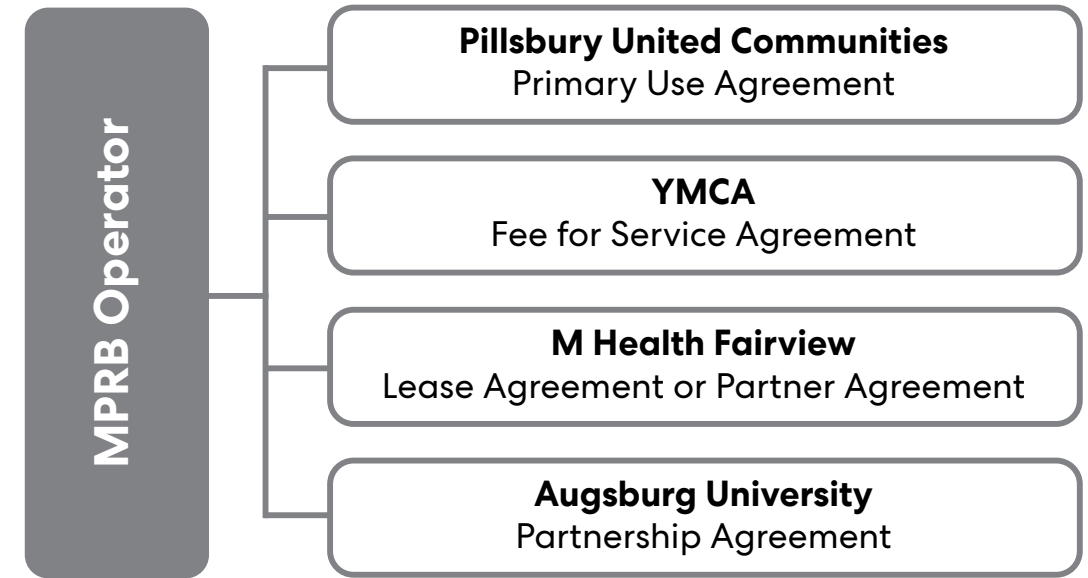 MPRB Operator
Pillsbury United Communities
Primary Use Agreement
YMCA
Fee for Service Agreement
M Health Fairview
Lease Agreement or Partner Agreement
Augsburg University
Partnership Agreement